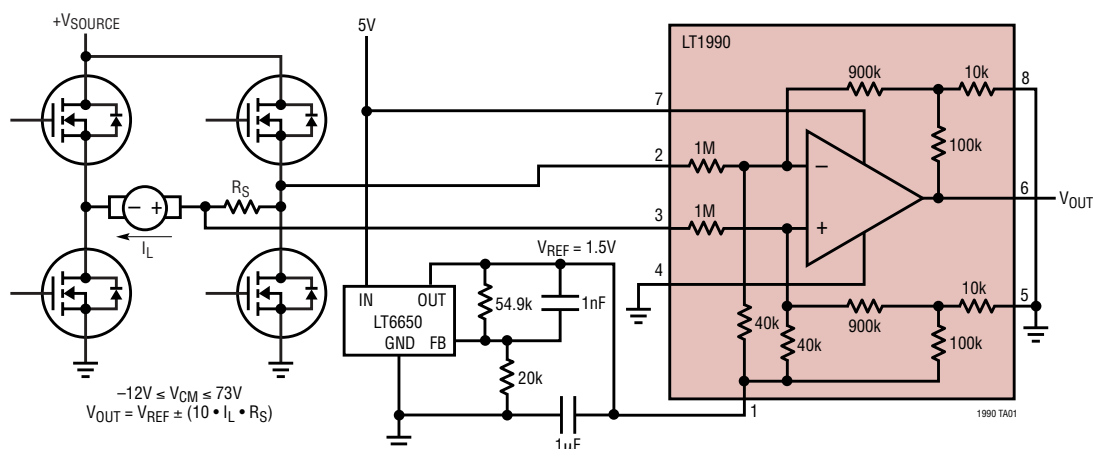 +VSOURCE
5V
LT1990
900k
10k
8
7
100k
2
1M
−
RS
6
VOUT
− +
3
1M
+
IL
VREF = 1.5V
4
10k
5
IN OUT
54.9k
1nF
900k
LT6650
40k
40k
100k
GND FB
20k
−12V ≤ VCM ≤ 73V
VOUT = VREF ± (10 • IL • RS)
1
1µF
1990 TA01